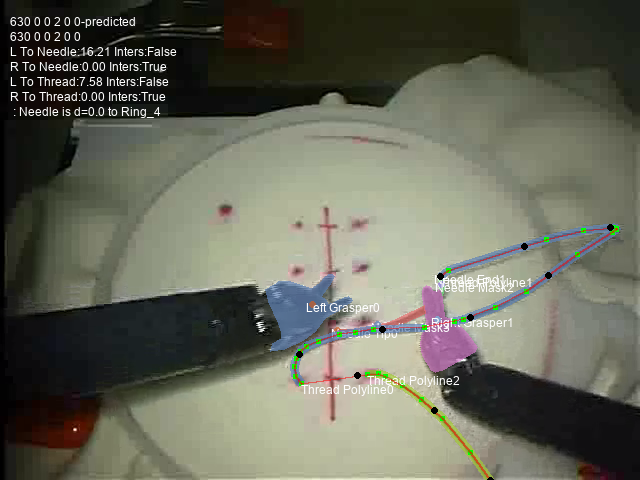 630 0 0 2 0 0-predicted
630 0 0 2 0 0
L To Needle:16.21 Inters:False
R To Needle:0.00 Inters:True
L To Thread:7.58 Inters:False
R To Thread:0.00 Inters:True
: Needle is d=0.0 to Ring_4
Needle End1
Needle Mask2
Left Grasper0
Right Grasper1
Needle Tip0
Thread Polyline2
Thread Polyline0